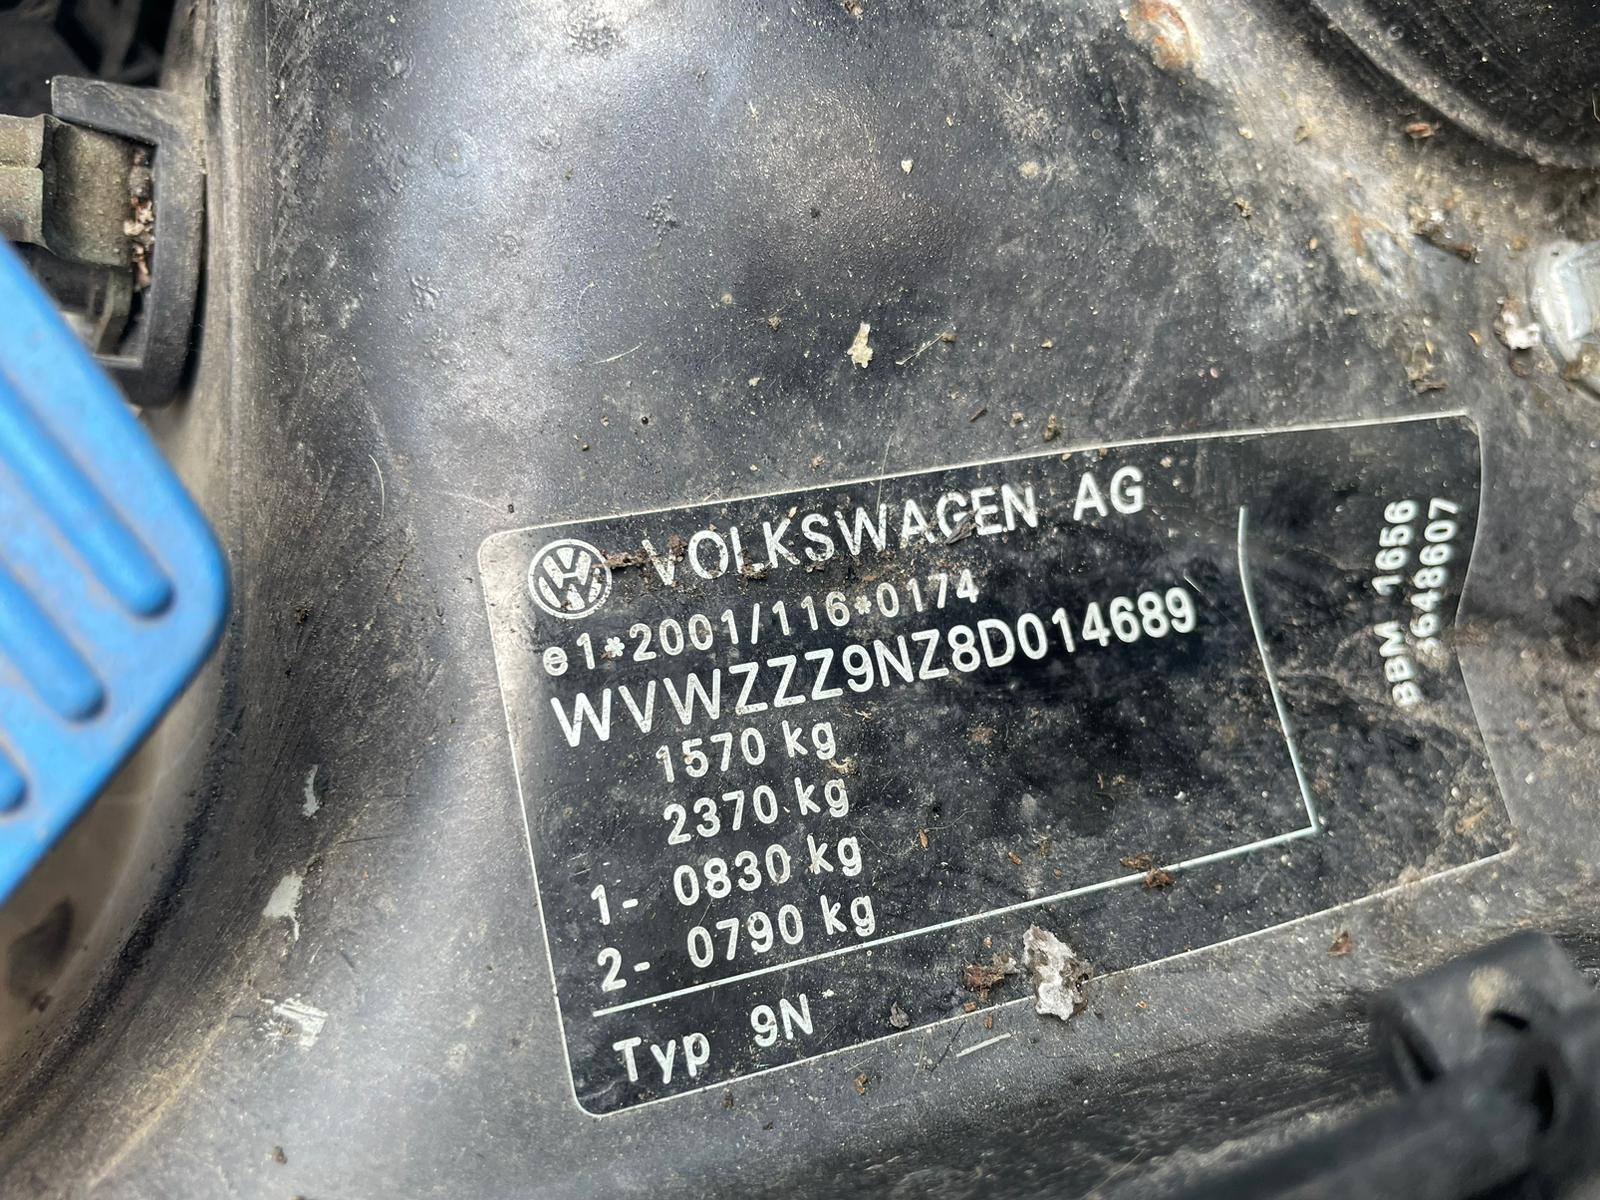 VOLKSWAGEN AG
e1*2001/116*0174
WVWZZZ9NZ8D014689
1570 kg
2370 kg
1- 0830 kg
2- 0790 kg
Typ 9N
BBM 1656
3648607